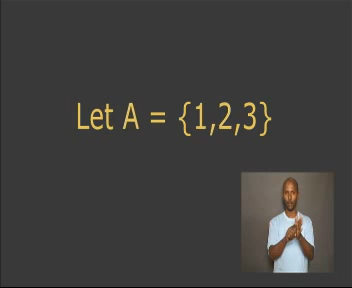 Let A = {1,2,3}